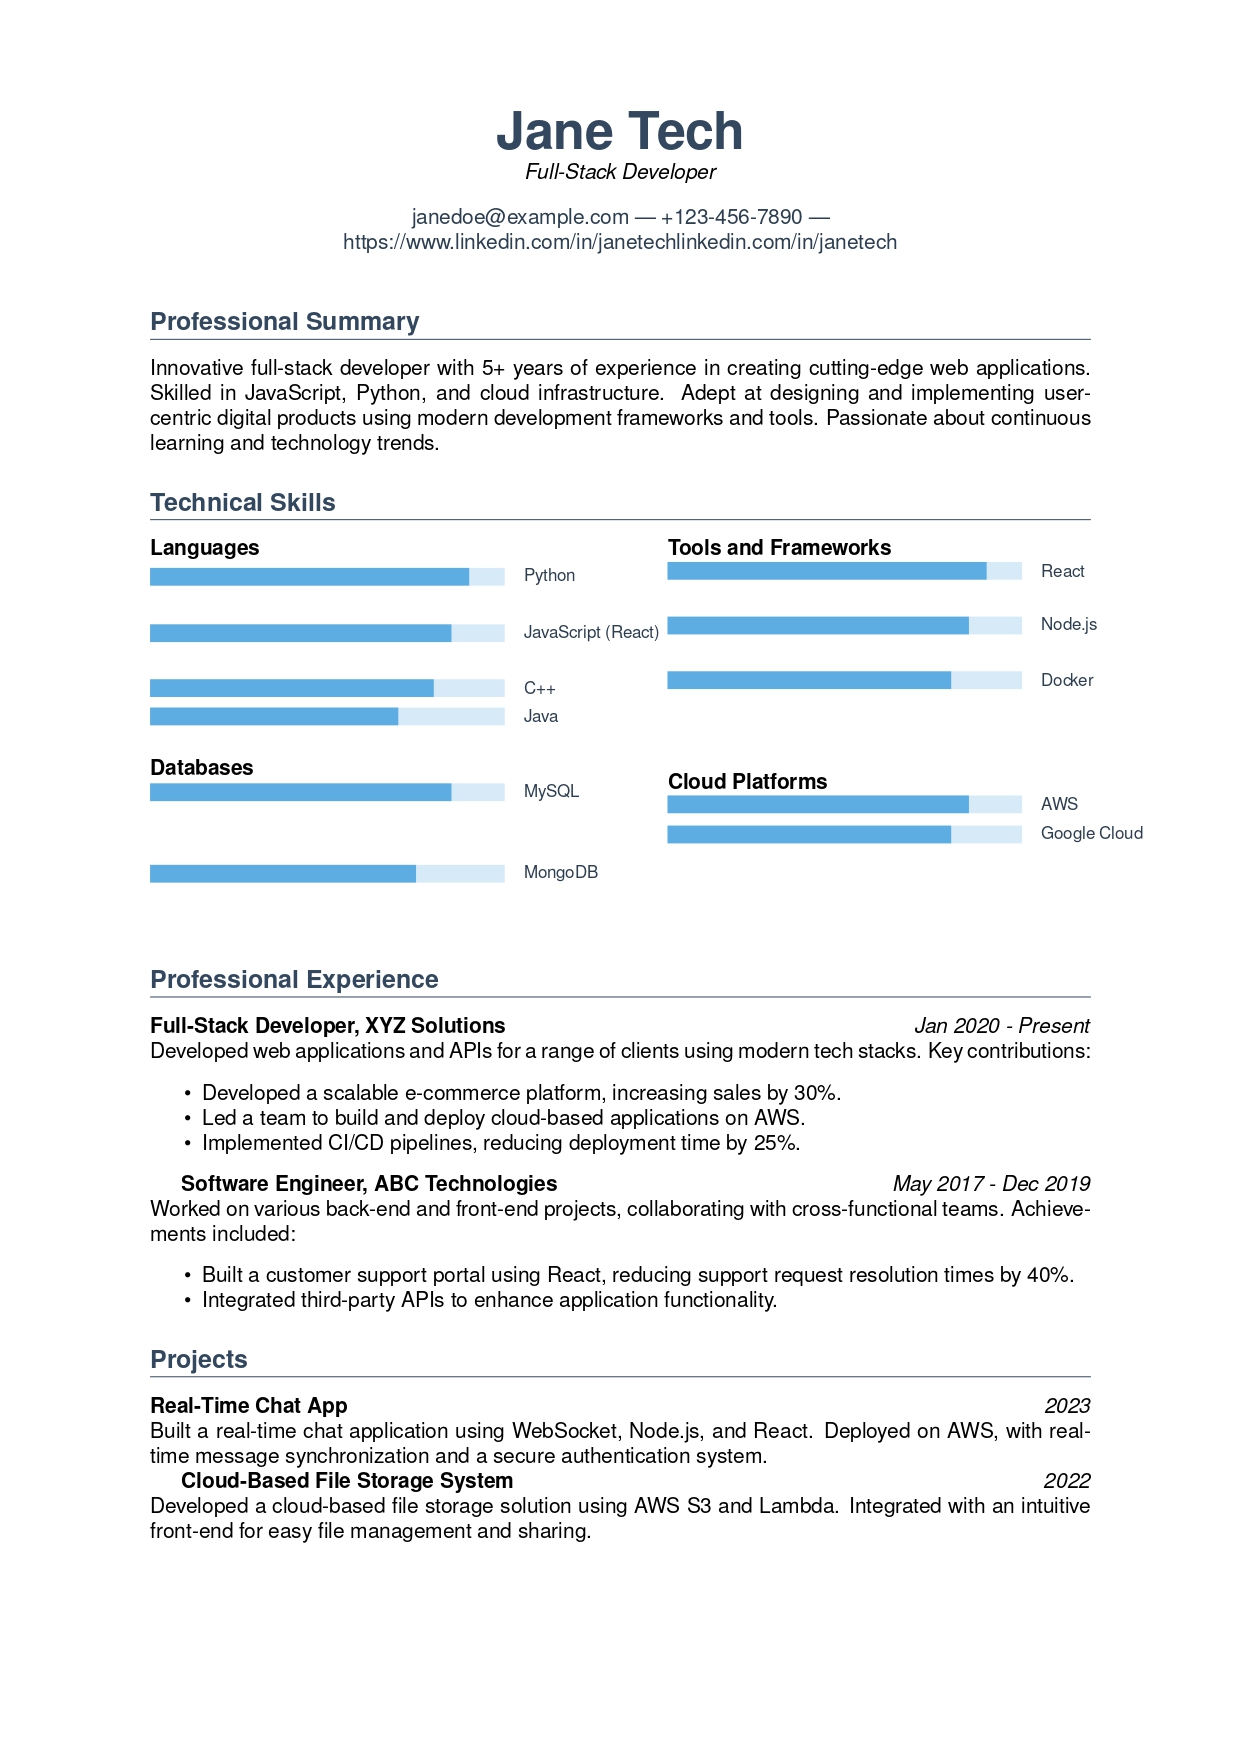 Jane Tech
Full-Stack Developer
janedoe@example.com — +123-456-7890 —
https://www.linkedin.com/in/janetechlinkedin.com/in/janetech
Professional Summary
Innovative full-stack developer with 5+ years of experience in creating cutting-edge web applications.
Skilled in JavaScript, Python, and cloud infrastructure. Adept at designing and implementing user-
centric digital products using modern development frameworks and tools. Passionate about continuous
learning and technology trends.
Technical Skills
Languages
Python
JavaScript (React)
C++
Java
Tools and Frameworks
React
Node.js
Docker
Databases
MySQL
MongoDB
Cloud Platforms
AWS
Google Cloud
Professional Experience
Full-Stack Developer, XYZ Solutions Jan 2020 - Present
Developed web applications and APIs for a range of clients using modern tech stacks. Key contributions:
• Developed a scalable e-commerce platform, increasing sales by 30%.
• Led a team to build and deploy cloud-based applications on AWS.
• Implemented CI/CD pipelines, reducing deployment time by 25%.
Software Engineer, ABC Technologies May 2017 - Dec 2019
Worked on various back-end and front-end projects, collaborating with cross-functional teams. Achieve-
ments included:
• Built a customer support portal using React, reducing support request resolution times by 40%.
• Integrated third-party APIs to enhance application functionality.
Projects
Real-Time Chat App 2023
Built a real-time chat application using WebSocket, Node.js, and React. Deployed on AWS, with real-
time message synchronization and a secure authentication system.
Cloud-Based File Storage System 2022
Developed a cloud-based file storage solution using AWS S3 and Lambda. Integrated with an intuitive
front-end for easy file management and sharing.